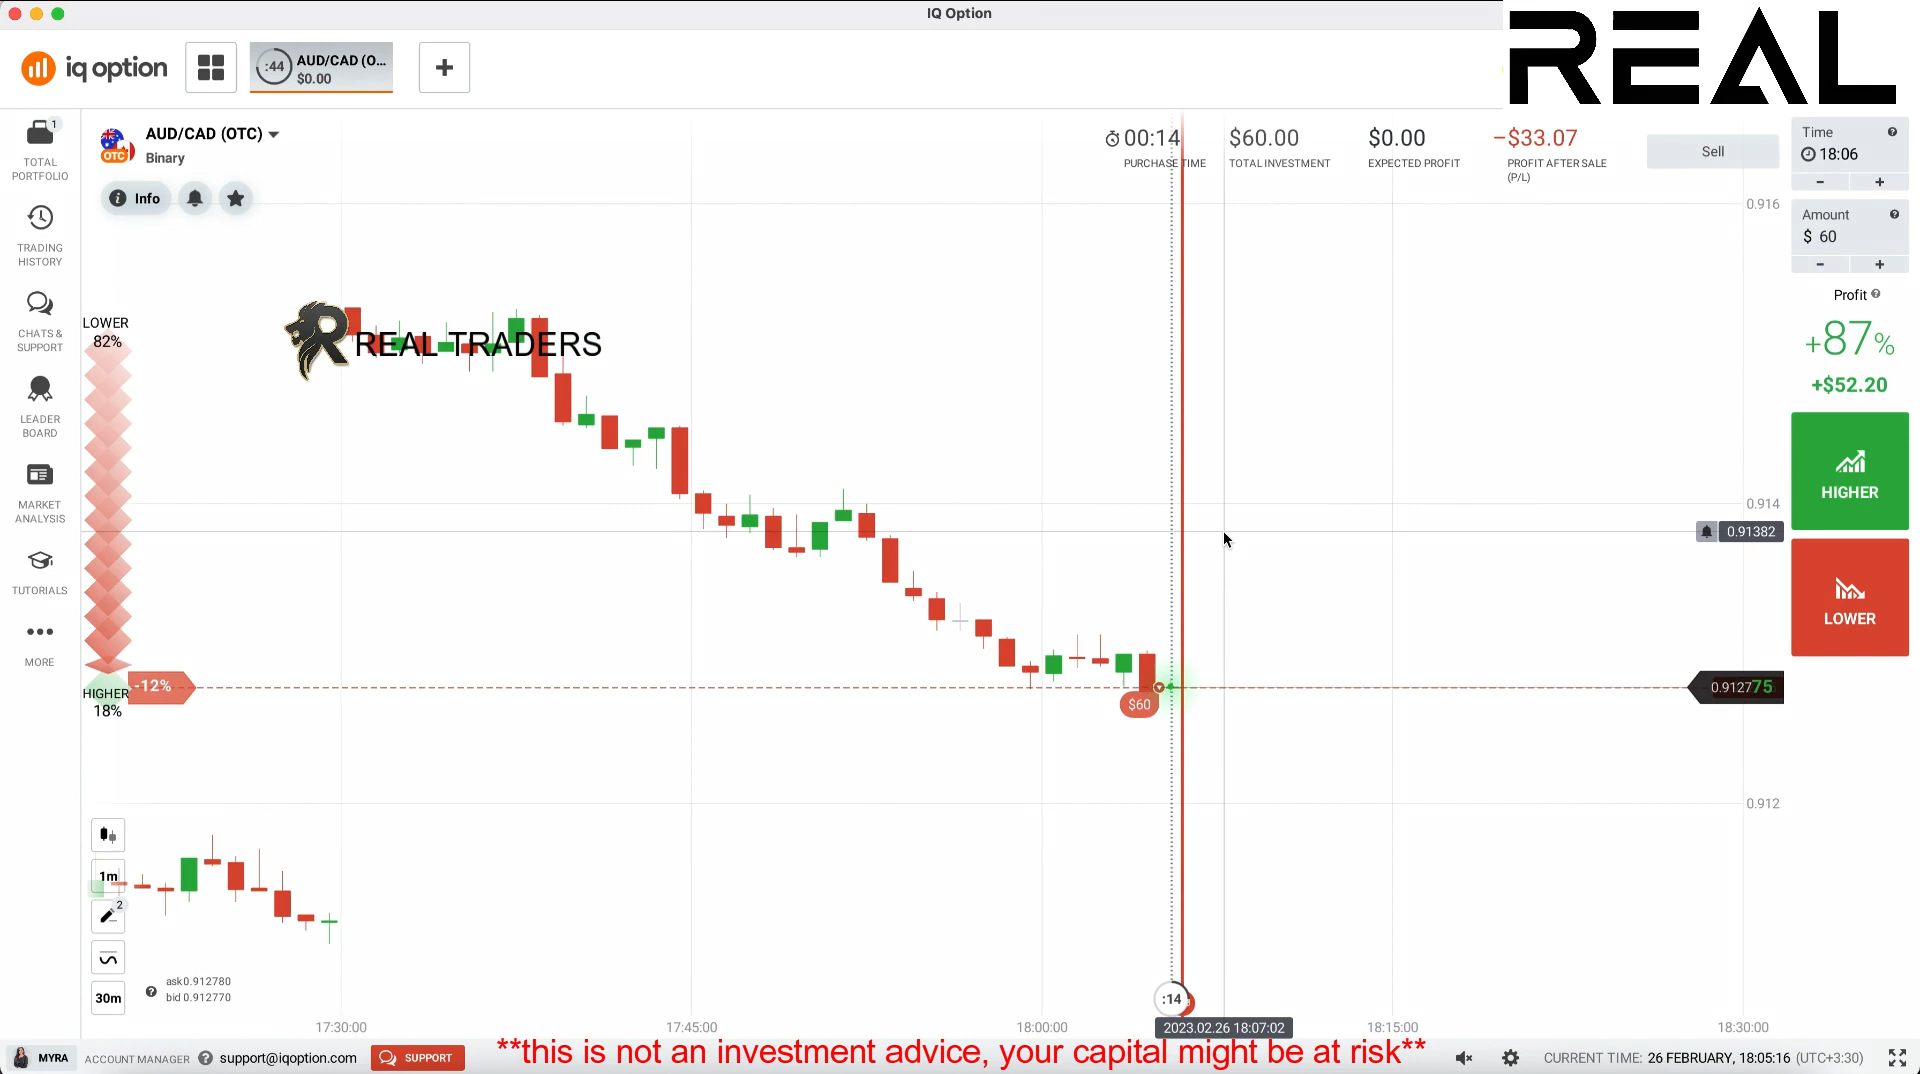 IQ Option
REAL
iq option
:44
AUD/CAD (O...
$0.00
1
TOTAL
PORTFOLIO
AUD/CAD (OTC)
OTC
Binary
Info
00:14
PURCHASE TIME
$60.00
TOTAL INVESTMENT
$0.00
EXPECTED PROFIT
−$33.07
PROFIT AFTER SALE
(P/L)
Sell
Time
18:06
Amount
$ 60
Profit
+87%
+$52.20
HIGHER
LOWER
TRADING
HISTORY
CHATS &
SUPPORT
LEADER
BOARD
MARKET
ANALYSIS
TUTORIALS
MORE
LOWER
82%
REAL TRADERS
0.916
0.914
0.91382
HIGHER
18%
-12%
$60
0.912775
0.912
1m
2
30m
ask0.912780
bid 0.912770
:14
17:30:00
17:45:00
18:00:00
2023.02.26 18:07:02
18:15:00
18:30:00
MYRA
ACCOUNT MANAGER
support@iqoption.com
SUPPORT
**this is not an investment advice, your capital might be at risk**
CURRENT TIME: 26 FEBRUARY, 18:05:16 (UTC+3:30)